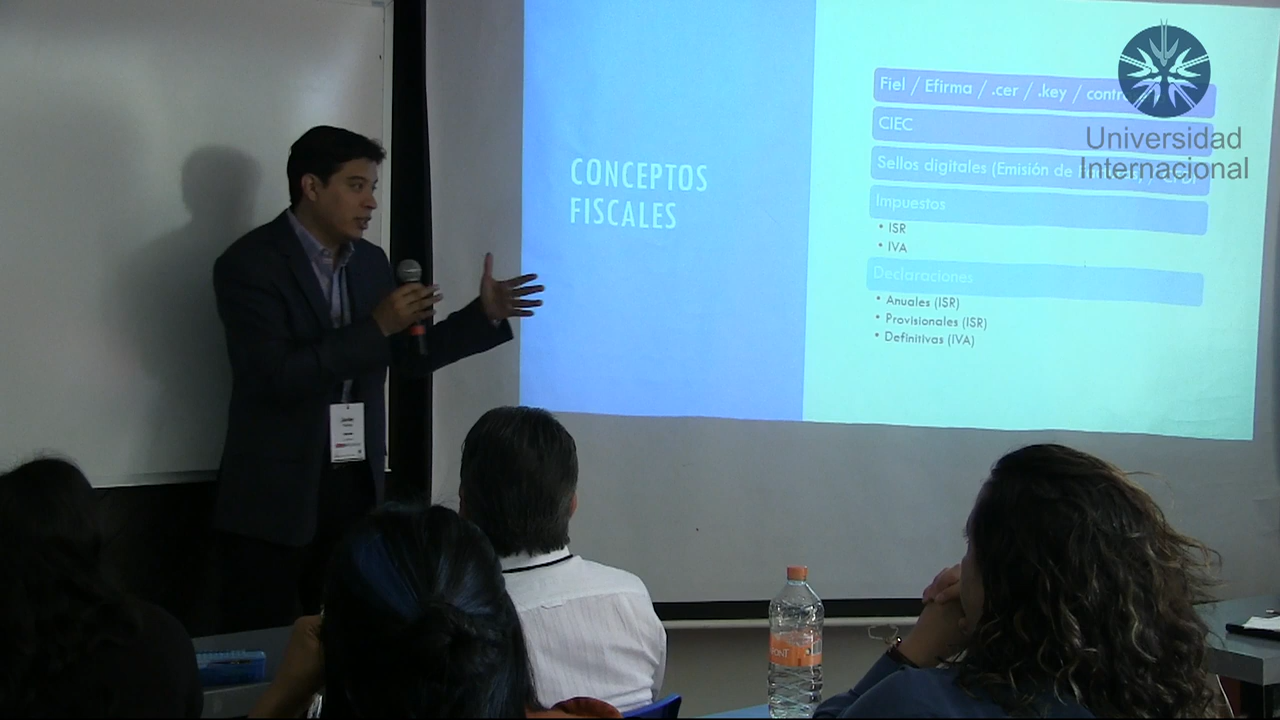 CONCEPTOS
FISCALES
Fiel / Efirma / .cer / .key /
CIEC
Sellos digitales (Emisión de
Impuestos
• ISR
• IVA
Declaraciones
• Anuales (ISR)
• Provisionales (ISR)
• Definitivas (IVA)
Universidad
Internacional